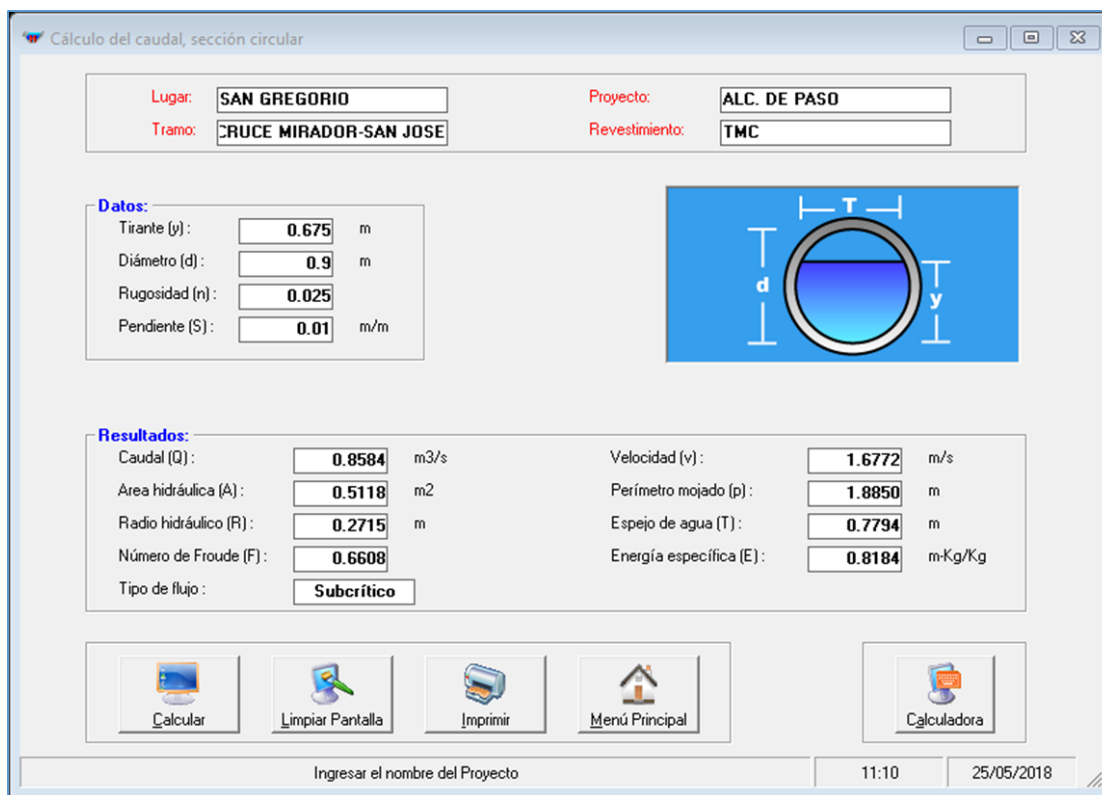 Cálculo del caudal, sección circular
Lugar: SAN GREGORIO Proyecto: ALC. DE PASO
Tramo: CRUCE MIRADOR-SAN JOSE Revestimiento: TMC
Datos:
Tirante (y) : 0.675 m
Diámetro (d) : 0.9 m
Rugosidad (n) : 0.025
Pendiente (S) : 0.01 m/m
T
d
y
Resultados:
Caudal (Q) : 0.8584 m3/s Velocidad (v) : 1.6772 m/s
Area hidráulica (A) : 0.5118 m2 Perímetro mojado (p) : 1.8850 m
Radio hidráulico (R) : 0.2715 m Espejo de agua (T) : 0.7794 m
Número de Froude (F) : 0.6608 Energía específica (E) : 0.8184 m-Kg/Kg
Tipo de flujo : Subcrítico
Calcular Limpiar Pantalla Imprimir Menú Principal Calculadora
Ingresar el nombre del Proyecto 11:10 25/05/2018